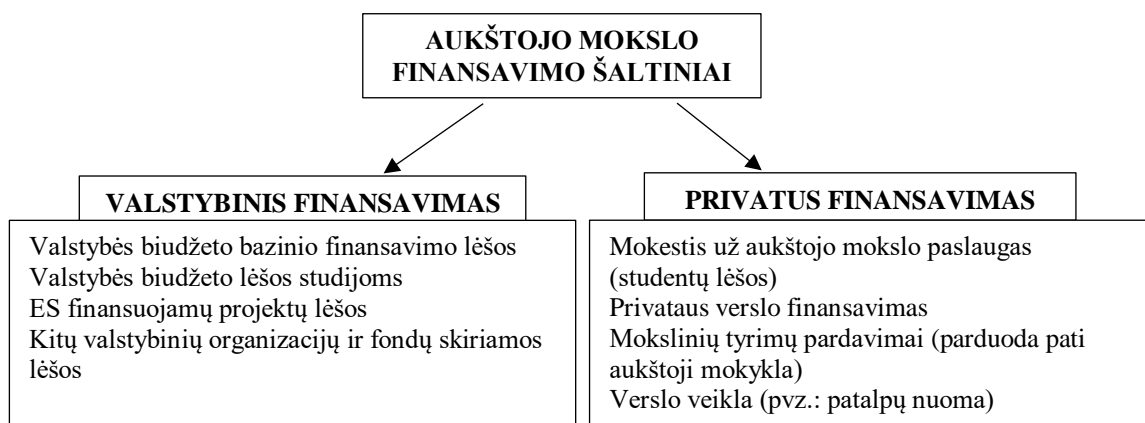 AUKŠTOJO MOKSLO
FINANSAVIMO ŠALTINIAI
VALSTYBINIS FINANSAVIMAS
Valstybės biudžeto bazinio finansavimo lėšos
Valstybės biudžeto lėšos studijoms
ES finansuojamų projektų lėšos
Kitų valstybinių organizacijų ir fondų skiriamos
lėšos
PRIVATUS FINANSAVIMAS
Mokestis už aukštojo mokslo paslaugas
(studentų lėšos)
Privataus verslo finansavimas
Mokslinių tyrimų pardavimai (parduoda pati
aukštoji mokykla)
Verslo veikla (pvz.: patalpų nuoma)